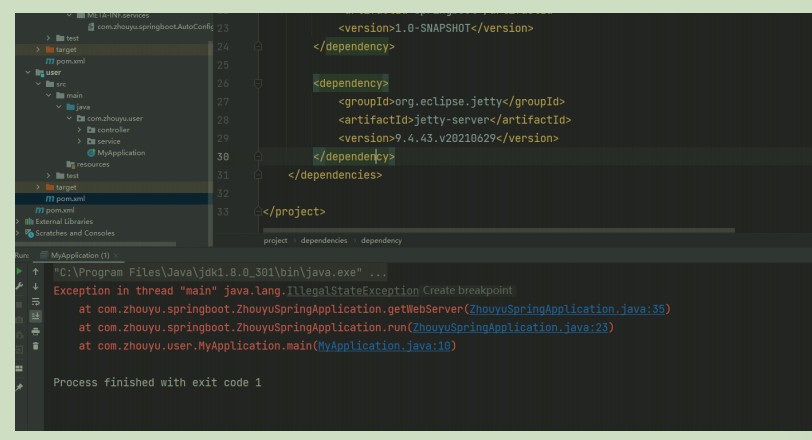 META-INF.services
com.zhouyu.springboot.AutoConfig
test
target
pom.xml
user
src
main
java
com.zhouyu.user
controller
service
MyApplication
resources
test
target
pom.xml
pom.xml
External Libraries
Scratches and Consoles
23 <version>1.0-SNAPSHOT</version>
24 </dependency>
25
26 <dependency>
27 <groupId>org.eclipse.jetty</groupId>
28 <artifactId>jetty-server</artifactId>
29 <version>9.4.43.v20210629</version>
30 </dependency>
31 </dependencies>
32
33 </project>
project dependencies dependency
Run: MyApplication (1) ×
"C:\Program Files\Java\jdk1.8.0_301\bin\java.exe" ...
Exception in thread "main" java.lang.IllegalStateException Create breakpoint
at com.zhouyu.springboot.ZhouyuSpringApplication.getWebServer(ZhouyuSpringApplication.java:35)
at com.zhouyu.springboot.ZhouyuSpringApplication.run(ZhouyuSpringApplication.java:23)
at com.zhouyu.user.MyApplication.main(MyApplication.java:10)
Process finished with exit code 1